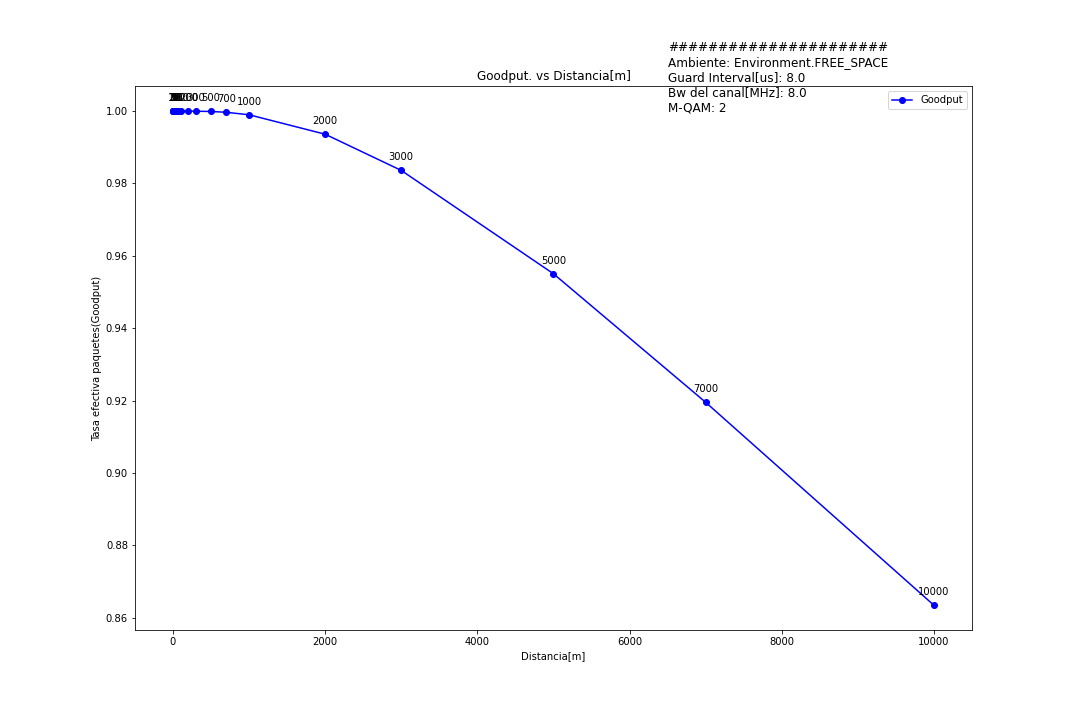 ######################
Ambiente: Environment.FREE_SPACE
Guard Interval[us]: 8.0
Bw del canal[MHz]: 8.0
M-QAM: 2
Goodput. vs Distancia[m]
Goodput
500
700
1000
2000
3000
5000
7000
10000
1.00
0.98
0.96
0.94
0.92
0.90
0.88
0.86
Tasa efectiva paquetes(Goodput)
0
2000
4000
6000
8000
10000
Distancia[m]